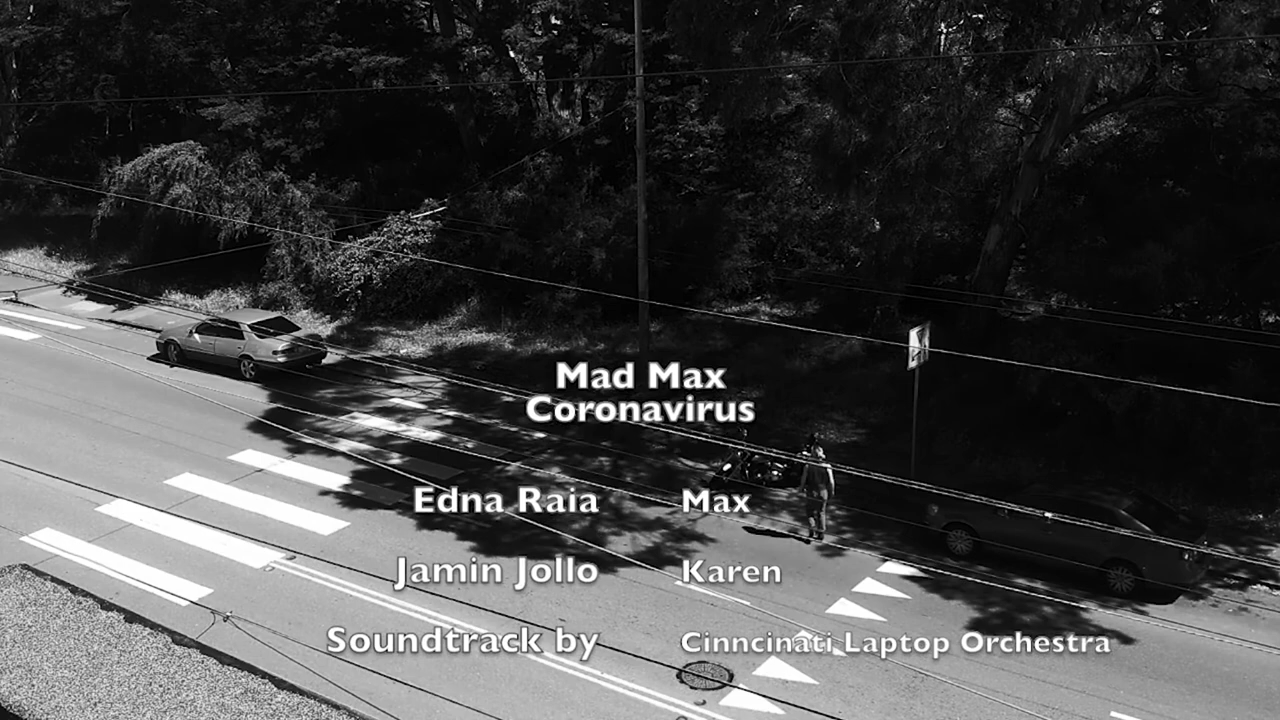 Mad Max
Coronavirus
Edna Raia Max
Jamin Jollo Karen
Soundtrack by Cinncinati Laptop Orchestra